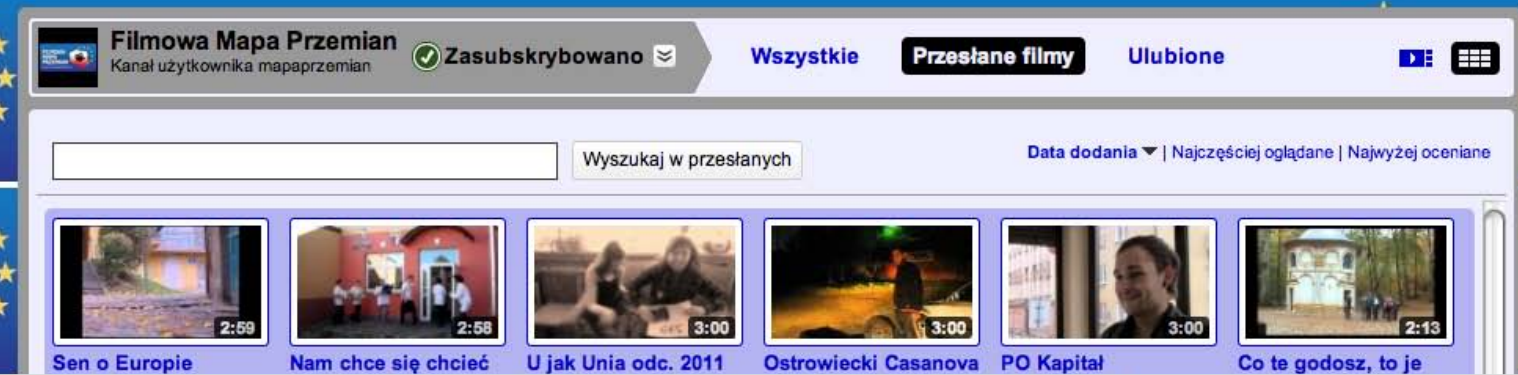 Filmowa Mapa Przemian
Kanał użytkownika mapaprzemian
Zasubskrybowano
Wszystkie
Przesłane filmy
Ulubione
Wyszukaj w przesłanych
Data dodania | Najczęściej oglądane | Najwyżej oceniane
2:59
2:58
3:00
3:00
3:00
2:13
Sen o Europie
Nam chce się chcieć
U jak Unia odc. 2011
Ostrowiecki Casanova
PO Kapitał
Co te godosz, to je